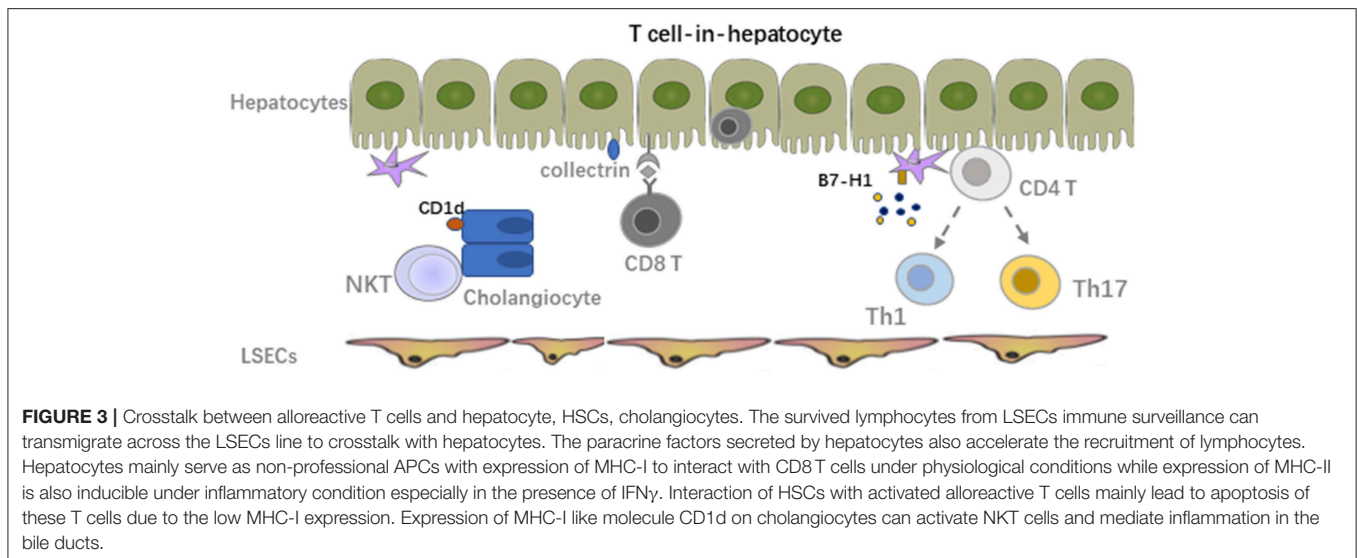 T cell-in-hepatocyte
Hepatocytes
collectrin
B7-H1
CD4 T
CD1d
CD8 T
NKT
Cholangiocyte
Th1
Th17
LSECs
FIGURE 3 | Crosstalk between alloreactive T cells and hepatocyte, HSCs, cholangiocytes. The survived lymphocytes from LSECs immune surveillance can
transmigrate across the LSECs line to crosstalk with hepatocytes. The paracrine factors secreted by hepatocytes also accelerate the recruitment of lymphocytes.
Hepatocytes mainly serve as non-professional APCs with expression of MHC-I to interact with CD8 T cells under physiological conditions while expression of MHC-II
is also inducible under inflammatory condition especially in the presence of IFNγ. Interaction of HSCs with activated alloreactive T cells mainly lead to apoptosis of
these T cells due to the low MHC-I expression. Expression of MHC-I like molecule CD1d on cholangiocytes can activate NKT cells and mediate inflammation in the
bile ducts.